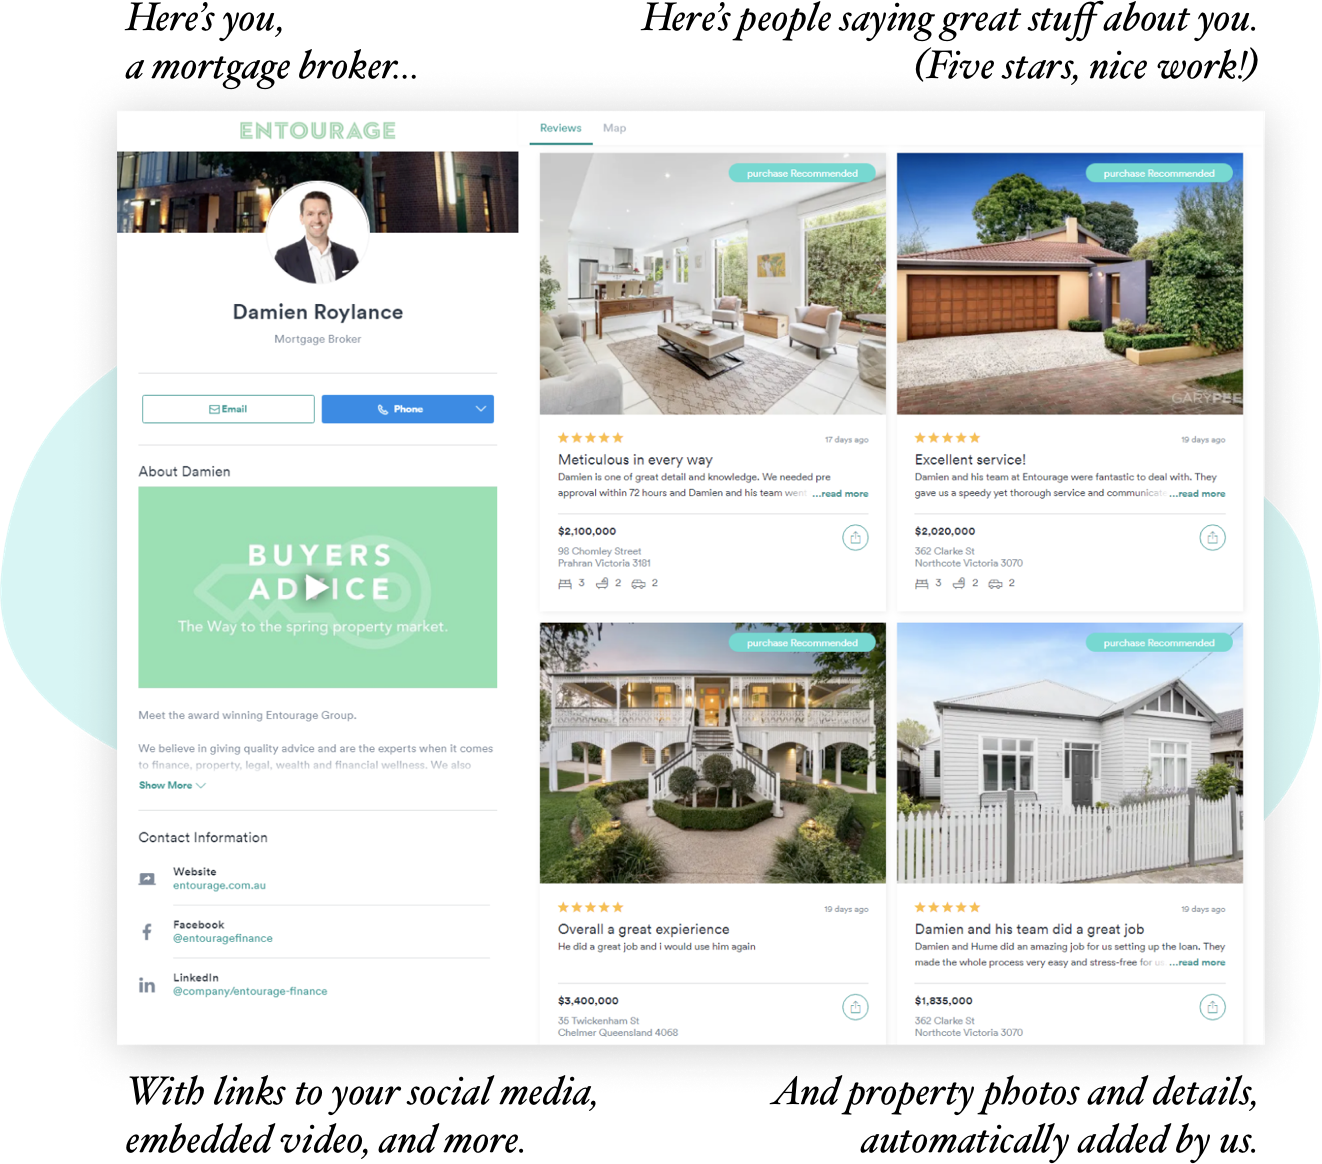 Here's you,
a mortgage broker...
Here's people saying great stuff about you.
(Five stars, nice work!)
ENTOURAGE
Damien Roylance
Mortgage Broker
Email
Phone
About Damien
BUYERS
ADVICE
The Way to the spring property market.
Meet the award winning Entourage Group.
We believe in giving quality advice and are the experts when it comes
to finance, property, legal, wealth and financial wellness. We also
Show More
Contact Information
Website
entourage.com.au
Facebook
@entouragefinance
LinkedIn
@company/entourage-finance
Reviews Map
purchase Recommended
17 days ago
Meticulous in every way
Damien is one of great detail and knowledge. We needed pre
approval within 72 hours and Damien and his team went ...read more
$2,100,000
98 Chomley Street
Prahran Victoria 3181
3 2 2
purchase Recommended
GARYPEE
19 days ago
Excellent service!
Damien and his team at Entourage were fantastic to deal with. They
gave us a speedy yet thorough service and communicate ...read more
$2,020,000
362 Clarke St
Northcote Victoria 3070
3 2 2
purchase Recommended
19 days ago
Overall a great expierience
He did a great job and i would use him again
$3,400,000
35 Twickenham St
Chelmer Queensland 4068
purchase Recommended
19 days ago
Damien and his team did a great job
Damien and Hume did an amazing job for us setting up the loan. They
made the whole process very easy and stress-free for us ...read more
$1,835,000
362 Clarke St
Northcote Victoria 3070
With links to your social media,
embedded video, and more.
And property photos and details,
automatically added by us.